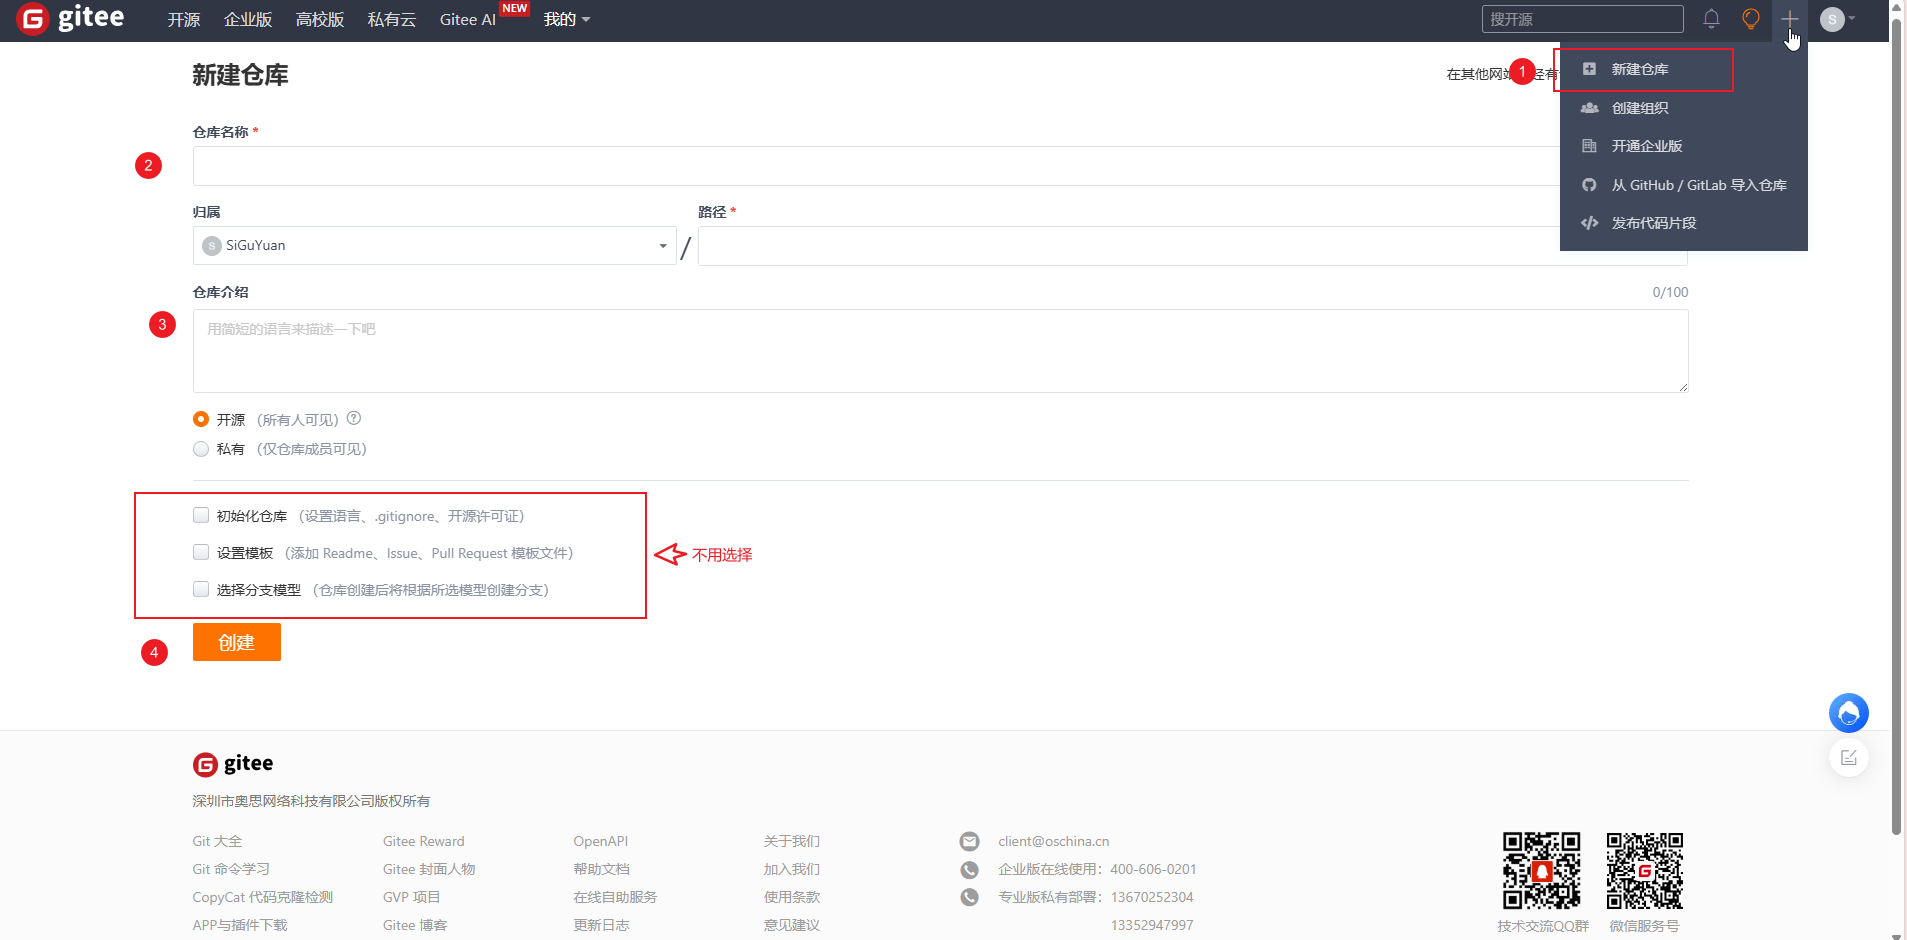 gitee 开源 企业版 高校版 私有云 Gitee AI NEW 我的 搜开源 S
新建仓库
在其他网站 1 经有
新建仓库
创建组织
开通企业版
从 GitHub / GitLab 导入仓库
发布代码片段
仓库名称 *
2
归属 路径 *
S SiGuYuan /
仓库介绍 0/100
3 用简短的语言来描述一下吧
开源 (所有人可见) ?
私有 (仅仓库成员可见)
初始化仓库 (设置语言、.gitignore、开源许可证)
设置模板 (添加 Readme、Issue、Pull Request 模板文件)
不用选择
选择分支模型 (仓库创建后将根据所选模型创建分支)
4 创建
gitee
深圳市奥思网络科技有限公司版权所有
Git 大全 Gitee Reward OpenAPI 关于我们 client@oschina.cn
Git 命令学习 Gitee 封面人物 帮助文档 加入我们 企业版在线使用：400-606-0201
CopyCat 代码克隆检测 GVP 项目 在线自助服务 使用条款 专业版私有部署：13670252304
APP与插件下载 Gitee 博客 更新日志 意见建议 13352947997
技术交流QQ群 微信服务号